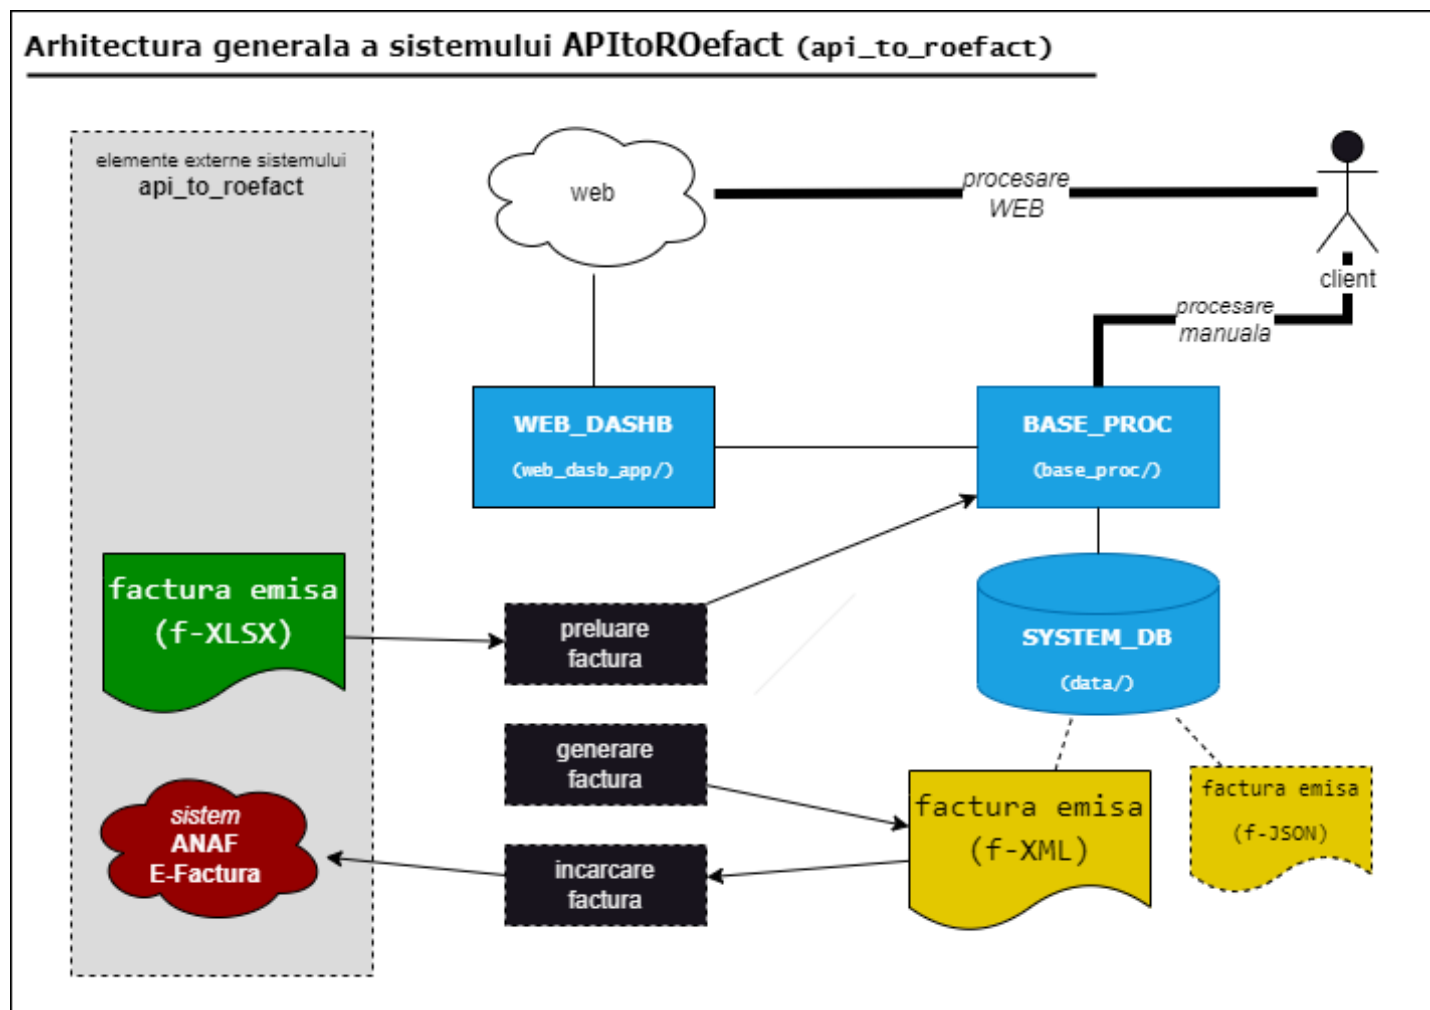 Arhitectura generala a sistemului APItoROefact (api_to_roefact)
elemente externe sistemului
api_to_roefact
web
procesare
WEB
client
procesare
manuala
WEB_DASHB
(web_dasb_app/)
BASE_PROC
(base_proc/)
factura emisa
(f-XLSX)
preluare
factura
SYSTEM_DB
(data/)
generare
factura
factura emisa
(f-XML)
factura emisa
(f-JSON)
sistem
ANAF
E-Factura
incarcare
factura